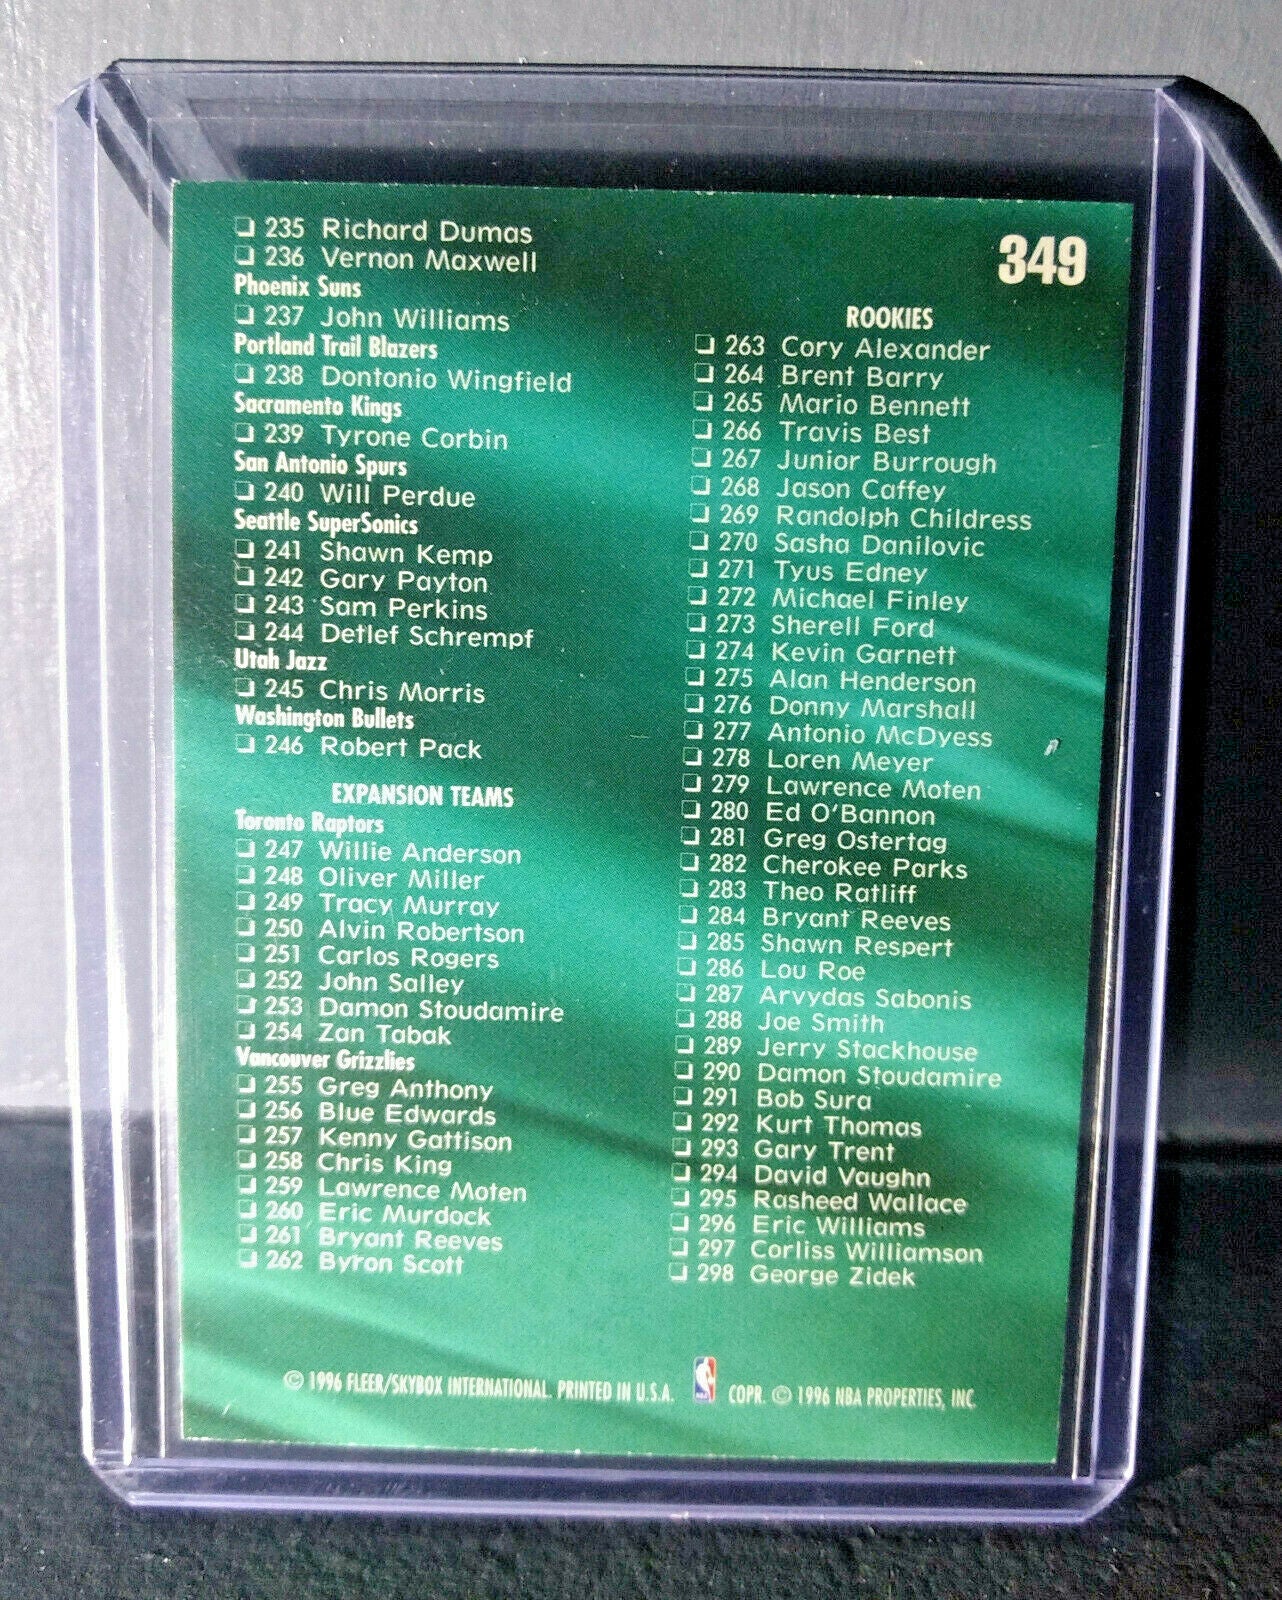 ❏ 235 Richard Dumas
❏ 236 Vernon Maxwell
Phoenix Suns
❏ 237 John Williams
Portland Trail Blazers
❏ 238 Dontonio Wingfield
Sacramento Kings
❏ 239 Tyrone Corbin
San Antonio Spurs
❏ 240 Will Perdue
Seattle SuperSonics
❏ 241 Shawn Kemp
❏ 242 Gary Payton
❏ 243 Sam Perkins
❏ 244 Detlef Schrempf
Utah Jazz
❏ 245 Chris Morris
Washington Bullets
❏ 246 Robert Pack
EXPANSION TEAMS
Toronto Raptors
❏ 247 Willie Anderson
❏ 248 Oliver Miller
❏ 249 Tracy Murray
❏ 250 Alvin Robertson
❏ 251 Carlos Rogers
❏ 252 John Salley
❏ 253 Damon Stoudamire
❏ 254 Zan Tabak
Vancouver Grizzlies
❏ 255 Greg Anthony
❏ 256 Blue Edwards
❏ 257 Kenny Gattison
❏ 258 Chris King
❏ 259 Lawrence Moten
❏ 260 Eric Murdock
❏ 261 Bryant Reeves
❏ 262 Byron Scott
349
ROOKIES
❏ 263 Cory Alexander
❏ 264 Brent Barry
❏ 265 Mario Bennett
❏ 266 Travis Best
❏ 267 Junior Burrough
❏ 268 Jason Caffey
❏ 269 Randolph Childress
❏ 270 Sasha Danilovic
❏ 271 Tyus Edney
❏ 272 Michael Finley
❏ 273 Sherell Ford
❏ 274 Kevin Garnett
❏ 275 Alan Henderson
❏ 276 Donny Marshall
❏ 277 Antonio McDyess
❏ 278 Loren Meyer
❏ 279 Lawrence Moten
❏ 280 Ed O'Bannon
❏ 281 Greg Ostertag
❏ 282 Cherokee Parks
❏ 283 Theo Ratliff
❏ 284 Bryant Reeves
❏ 285 Shawn Respert
❏ 286 Lou Roe
❏ 287 Arvydas Sabonis
❏ 288 Joe Smith
❏ 289 Jerry Stackhouse
❏ 290 Damon Stoudamire
❏ 291 Bob Sura
❏ 292 Kurt Thomas
❏ 293 Gary Trent
❏ 294 David Vaughn
❏ 295 Rasheed Wallace
❏ 296 Eric Williams
❏ 297 Corliss Williamson
❏ 298 George Zidek
© 1996 FLEER/SKYBOX INTERNATIONAL. PRINTED IN U.S.A. NBA COPR. © 1996 NBA PROPERTIES, INC.